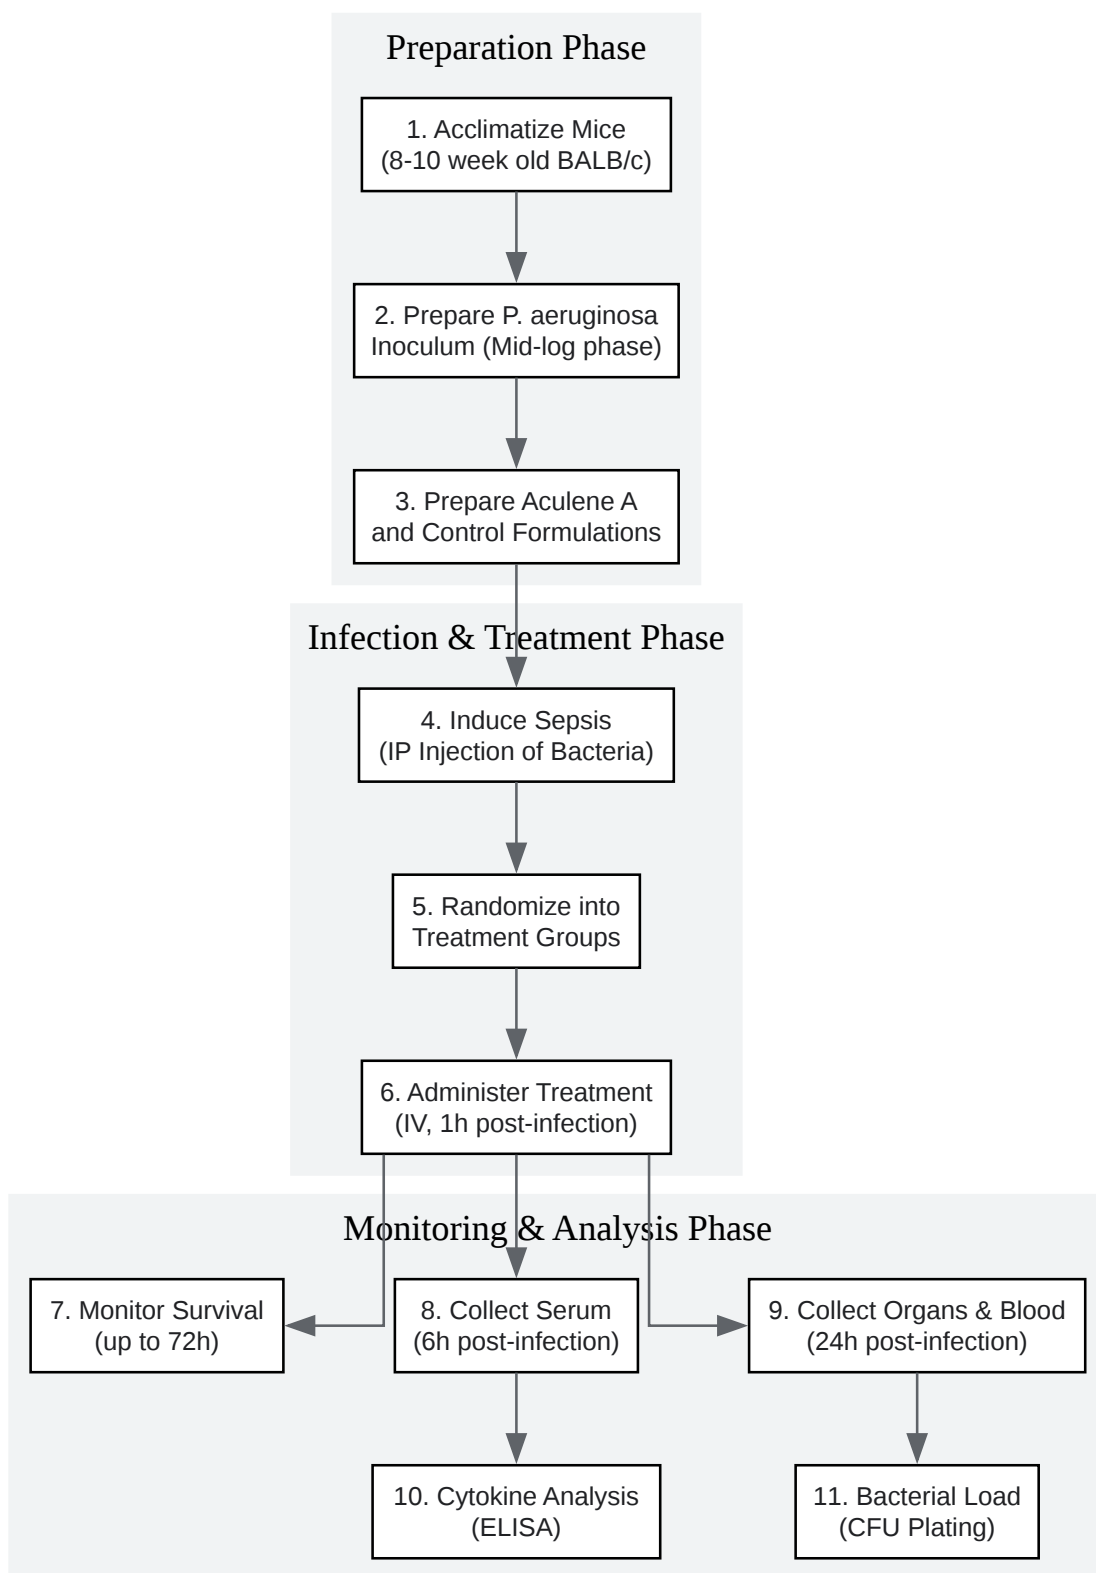 Preparation Phase
1. Acclimatize Mice
(8-10 week old BALB/c)
2. Prepare P. aeruginosa
Inoculum (Mid-log phase)
3. Prepare Aculene A
and Control Formulations
Infection & Treatment Phase
4. Induce Sepsis
(IP Injection of Bacteria)
5. Randomize into
Treatment Groups
6. Administer Treatment
(IV, 1h post-infection)
Monitoring & Analysis Phase
7. Monitor Survival
(up to 72h)
8. Collect Serum
(6h post-infection)
9. Collect Organs & Blood
(24h post-infection)
10. Cytokine Analysis
(ELISA)
11. Bacterial Load
(CFU Plating)